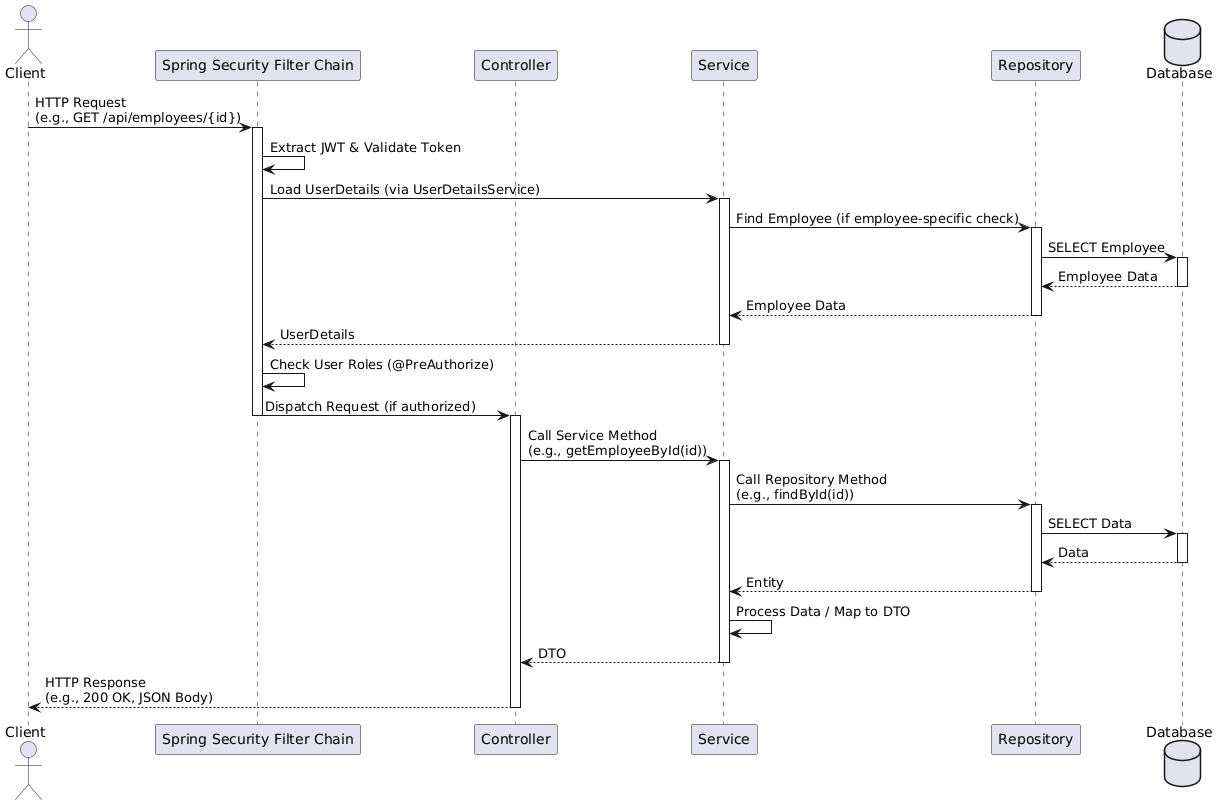 Client
Spring Security Filter Chain
Controller
Service
Repository
Database
HTTP Request
(e.g., GET /api/employees/{id})
Extract JWT & Validate Token
Load UserDetails (via UserDetailsService)
Find Employee (if employee-specific check)
SELECT Employee
Employee Data
Employee Data
UserDetails
Check User Roles (@PreAuthorize)
Dispatch Request (if authorized)
Call Service Method
(e.g., getEmployeeById(id))
Call Repository Method
(e.g., findById(id))
SELECT Data
Data
Entity
Process Data / Map to DTO
DTO
HTTP Response
(e.g., 200 OK, JSON Body)
Client
Spring Security Filter Chain
Controller
Service
Repository
Database